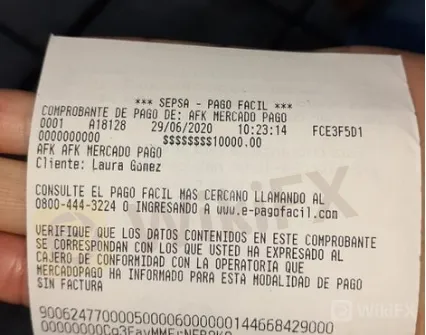 *** SEPSA - PAGO FACIL ***
COMPROBANTE DE PAGO DE: AFK MERCADO PAGO
0001 A18128 29/06/2020 10:23:14 FCE3F5D1
0000000000 $$$$$$$$10000.00
AFK AFK MERCADO PAGO
Cliente: Laura Gomez
CONSULTE EL PAGO FACIL MAS CERCANO LLAMANDO AL
0800-444-3224 O INGRESANDO A www.e-pagofacil.com
VERIFIQUE QUE LOS DATOS CONTENIDOS EN ESTE COMPROBANTE
SE CORRESPONDAN CON LOS QUE USTED HA EXPRESADO AL
CAJERO DE CONFORMIDAD CON LA OPERATORIA QUE
MERCADOPAGO HA INFORMADO PARA ESTA MODALIDAD DE PAGO
SIN FACTURA
WikiFX
WikiFX